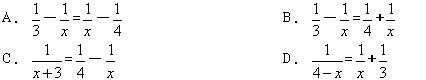 A. 1/3 − 1/x = 1/x − 1/4    B. 1/3 − 1/x = 1/4 + 1/x
C. 1/(x+3) = 1/4 − 1/x    D. 1/(4−x) = 1/x + 1/3